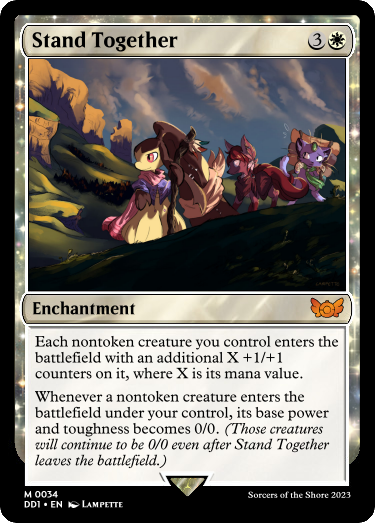 Stand Together 3
Enchantment
Each nontoken creature you control enters the
battlefield with an additional X +1/+1
counters on it, where X is its mana value.
Whenever a nontoken creature enters the
battlefield under your control, its base power
and toughness becomes 0/0. (Those creatures
will continue to be 0/0 even after Stand Together
leaves the battlefield.)
M 0034
DD1 • EN Lampette
Sorcers of the Shore 2023